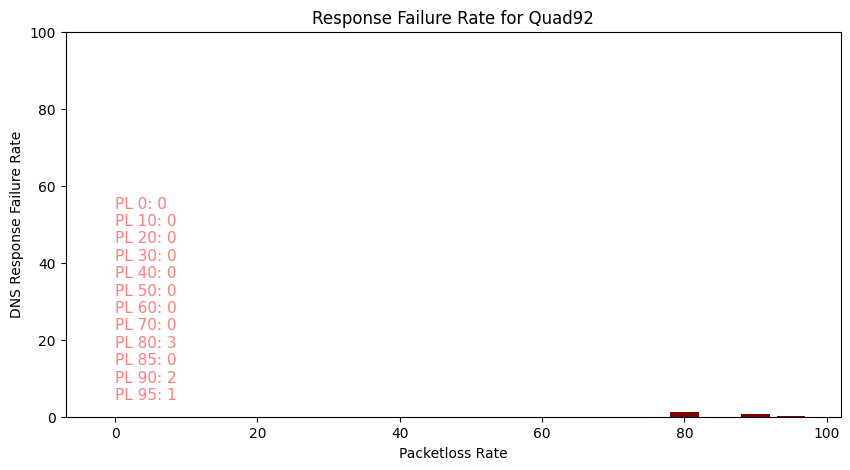 Response Failure Rate for Quad92
DNS Response Failure Rate
100
80
60
40
20
0
PL 0: 0
PL 10: 0
PL 20: 0
PL 30: 0
PL 40: 0
PL 50: 0
PL 60: 0
PL 70: 0
PL 80: 3
PL 85: 0
PL 90: 2
PL 95: 1
0 20 40 60 80 100
Packetloss Rate